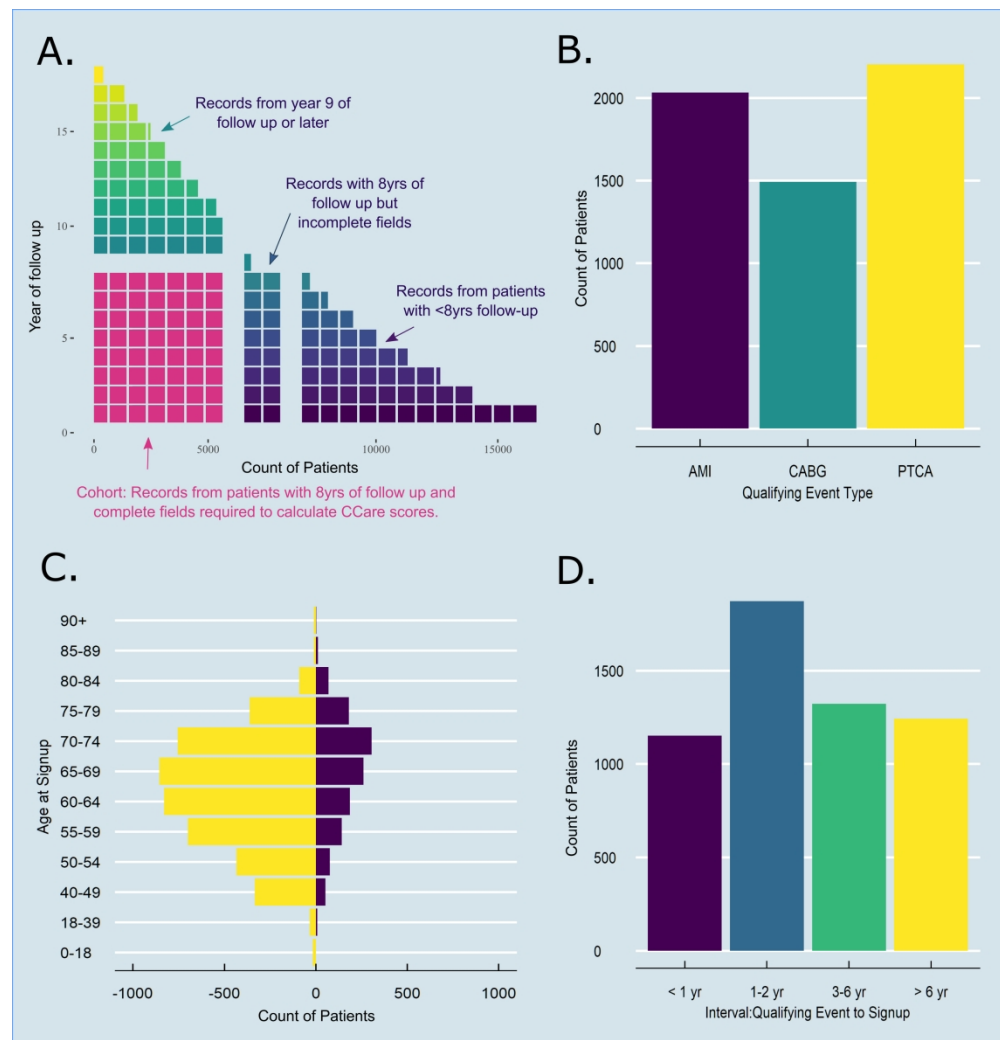 A.
Records from year 9 of
follow up or later
Records with 8yrs of
follow up but
incomplete fields
Records from patients
with <8yrs follow-up
Year of follow up
15
10
5
0
0
5000
10000
15000
Count of Patients
Cohort: Records from patients with 8yrs of follow up and
complete fields required to calculate CCare scores.
B.
Count of Patients
2000
1500
1000
500
0
AMI
CABG
PTCA
Qualifying Event Type
C.
Age at Signup
90+
85-89
80-84
75-79
70-74
65-69
60-64
55-59
50-54
40-49
18-39
0-18
-1000
-500
0
500
1000
Count of Patients
D.
Count of Patients
1500
1000
500
0
< 1 yr
1-2 yr
3-6 yr
> 6 yr
Interval:Qualifying Event to Signup